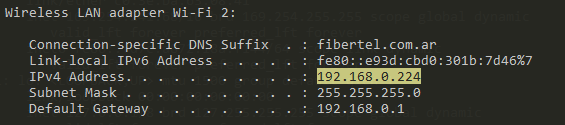 Wireless LAN adapter Wi-Fi 2:
Connection-specific DNS Suffix . : fibertel.com.ar
Link-local IPv6 Address . . . . . : fe80::e93d:cbd0:301b:7d46%7
IPv4 Address. . . . . . . . . . . : 192.168.0.224
Subnet Mask . . . . . . . . . . . : 255.255.255.0
Default Gateway . . . . . . . . . : 192.168.0.1